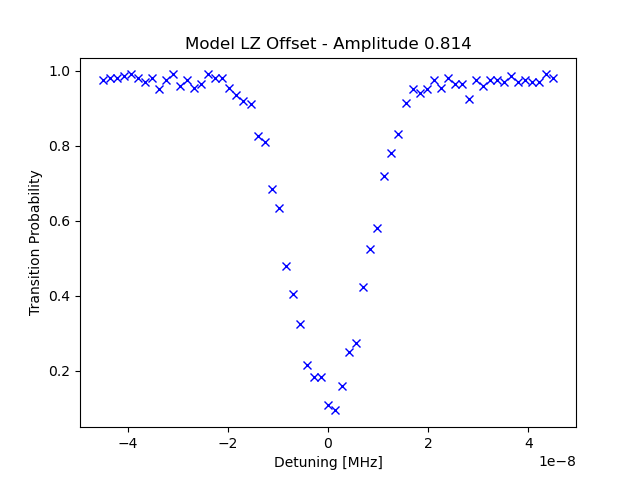 Model LZ Offset - Amplitude 0.814
Transition Probability
1.0
0.8
0.6
0.4
0.2
−4 −2 0 2 4
1e−8
Detuning [MHz]